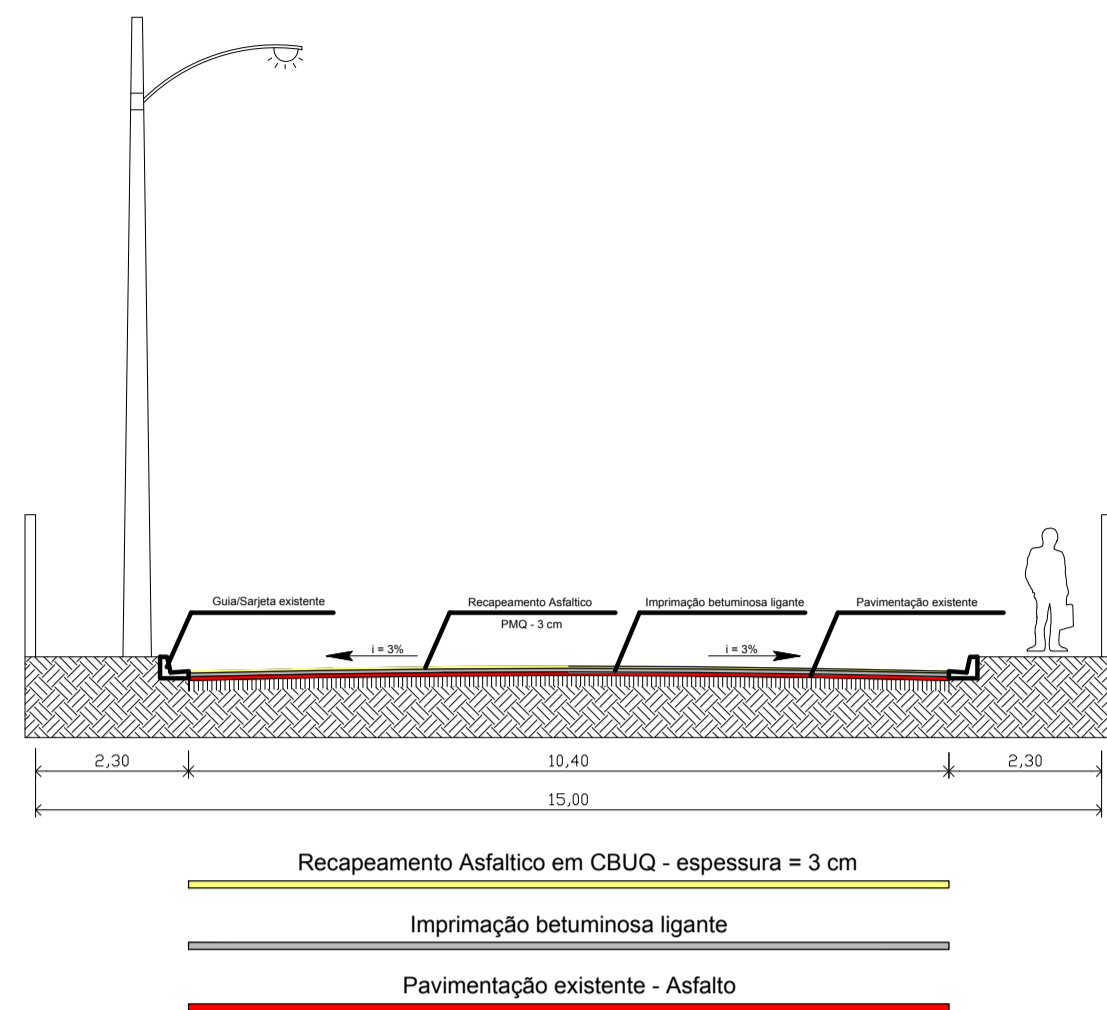 Guia/Sarjeta existente
Recapeamento Asfaltico
PMQ - 3 cm
Imprimação betuminosa ligante
Pavimentação existente
i = 3%
i = 3%
2,30
10,40
2,30
15,00
Recapeamento Asfaltico em CBUQ - espessura = 3 cm
Imprimação betuminosa ligante
Pavimentação existente - Asfalto